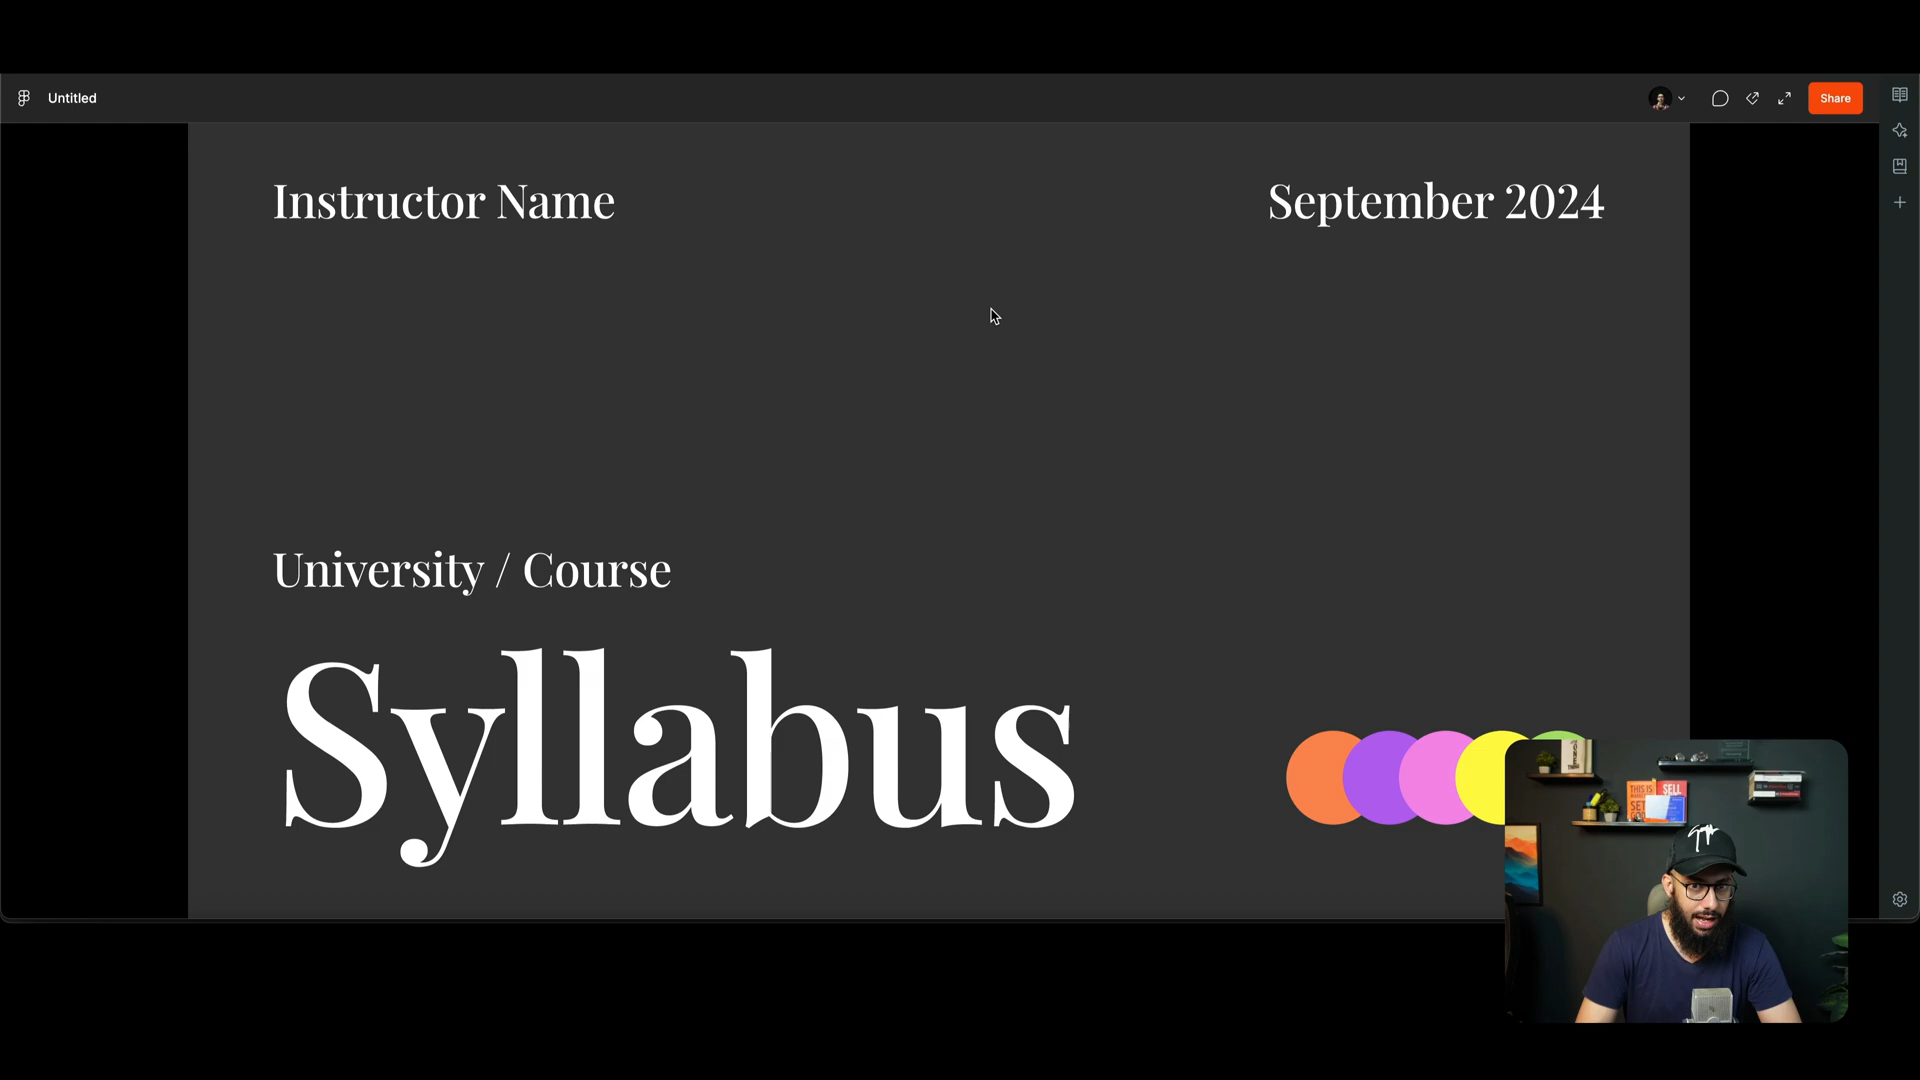 Untitled
Share
Instructor Name
September 2024
University / Course
Syllabus
THIS IS
SELL